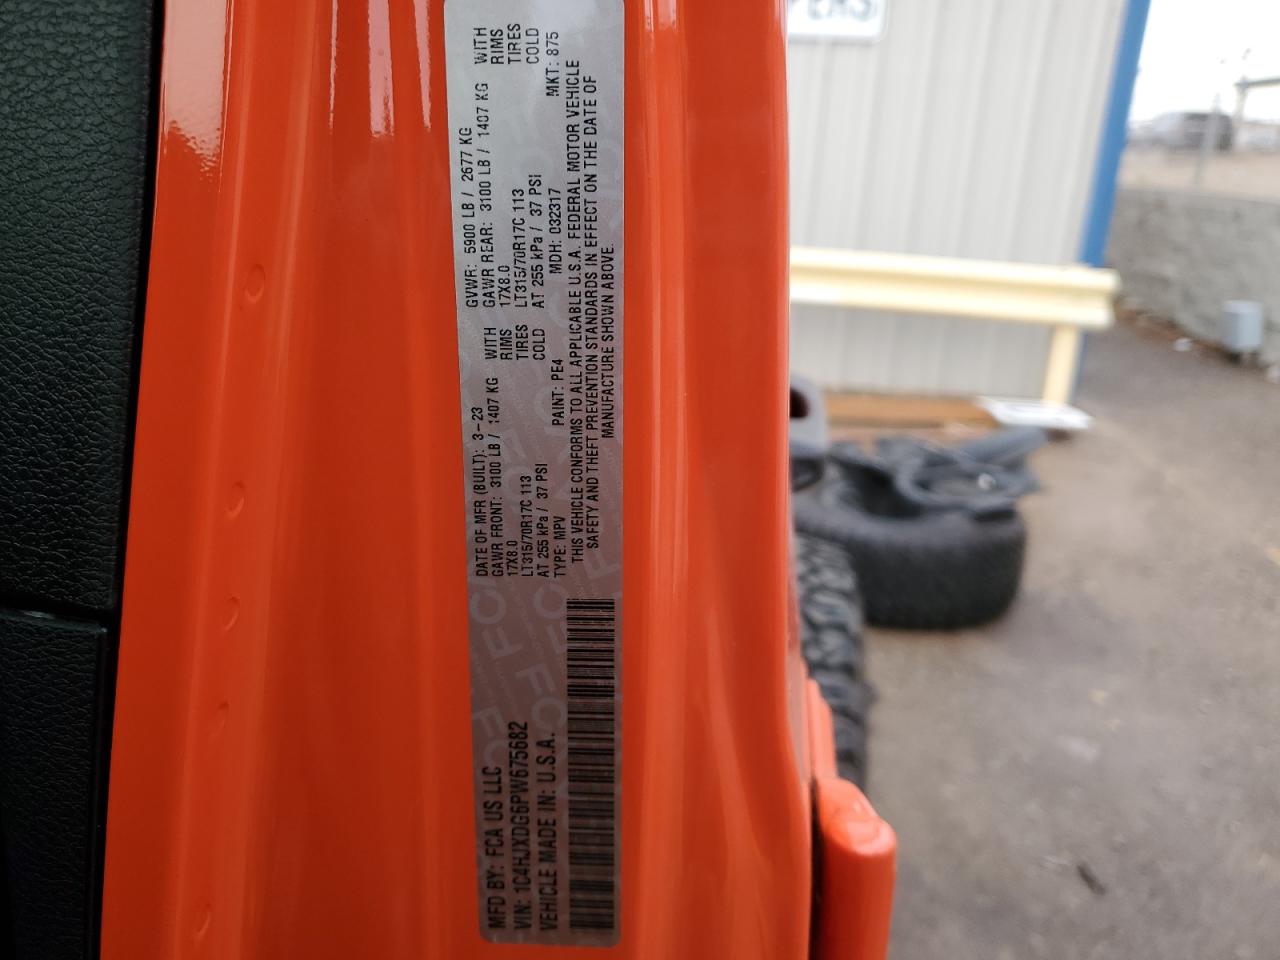 MFD BY: FCA US LLC
VIN: 1C4HJXDG6PW675682
VEHICLE MADE IN: U.S.A.
DATE OF MFR (BUILT): 3-23 GVWR: 5900 LB / 2677 KG
GAWR FRONT: 3100 LB / 1407 KG WITH GAWR REAR: 3100 LB / 1407 KG WITH
17X8.0 RIMS 17X8.0 RIMS
LT315/70R17C 113 TIRES LT315/70R17C 113 TIRES
AT 255 kPa / 37 PSI COLD AT 255 kPa / 37 PSI COLD
TYPE: MPV PAINT: PE4 MDH: 032317 MKT: 875
THIS VEHICLE CONFORMS TO ALL APPLICABLE U.S.A. FEDERAL MOTOR VEHICLE
SAFETY AND THEFT PREVENTION STANDARDS IN EFFECT ON THE DATE OF
MANUFACTURE SHOWN ABOVE.